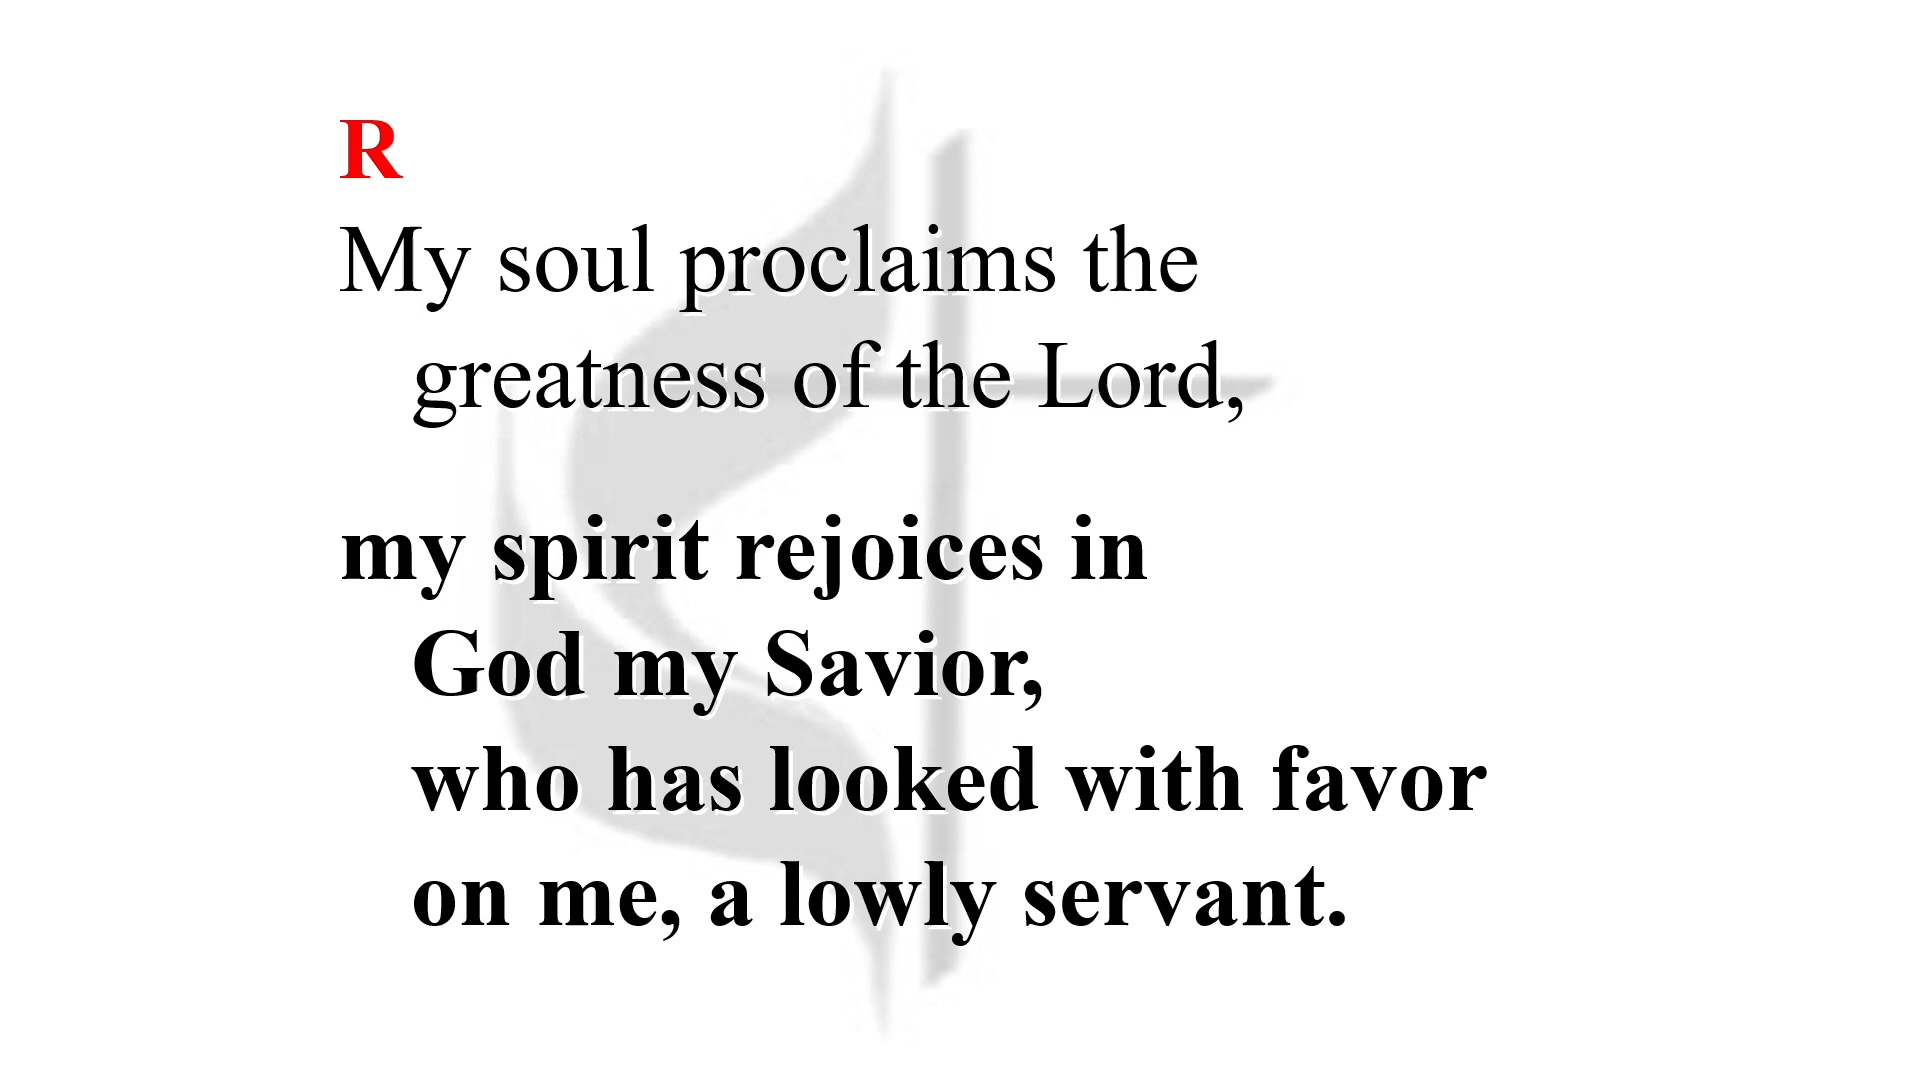 R
My soul proclaims the
greatness of the Lord,
my spirit rejoices in
God my Savior,
who has looked with favor
on me, a lowly servant.